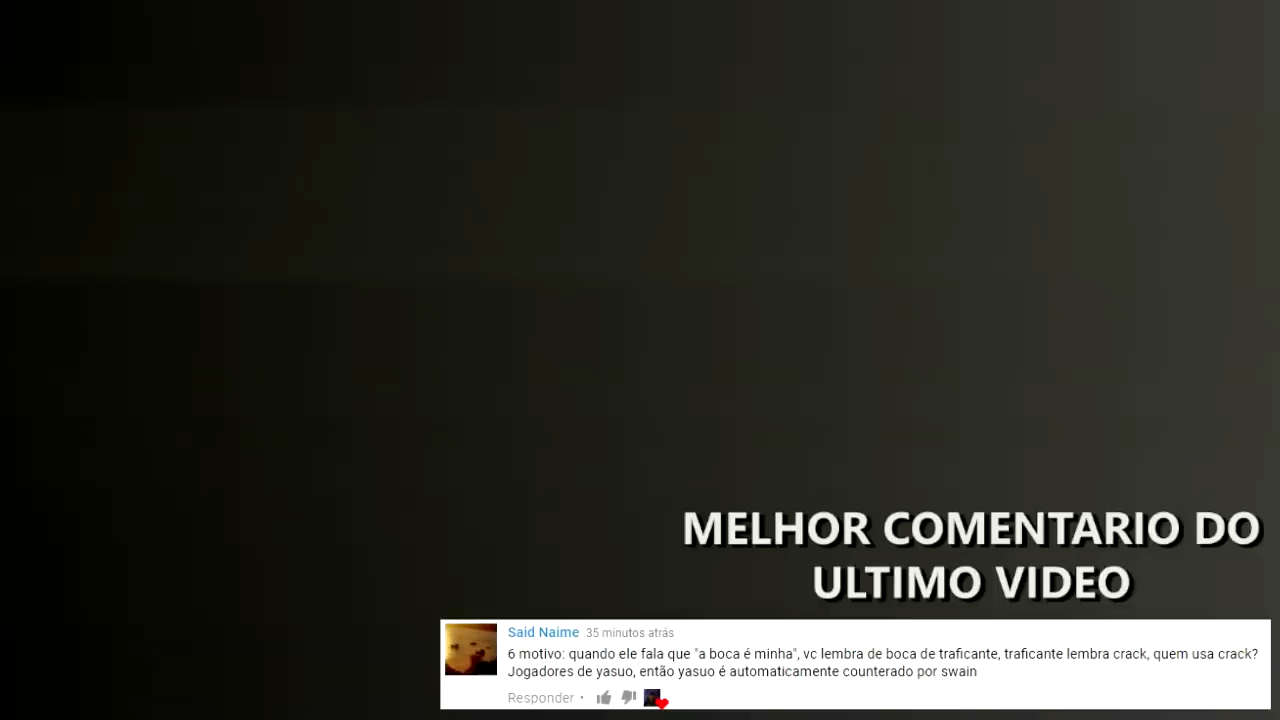 MELHOR COMENTARIO DO
ULTIMO VIDEO
Said Naime 35 minutos atrás
6 motivo: quando ele fala que "a boca é minha", vc lembra de boca de traficante, traficante lembra crack, quem usa crack?
Jogadores de yasuo, então yasuo é automaticamente counterado por swain
Responder •